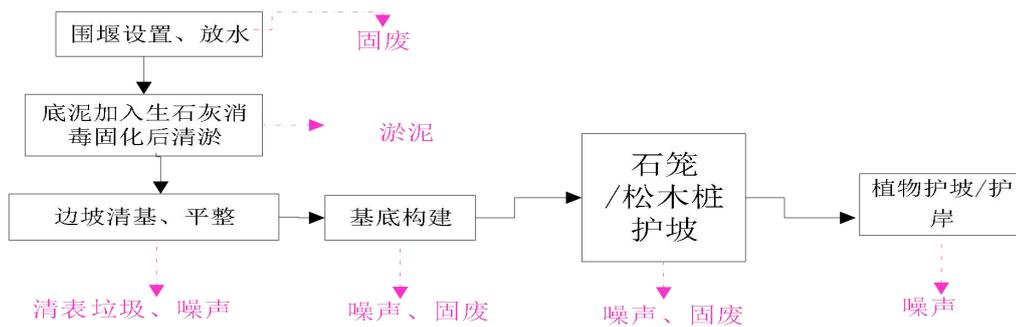 围堰设置、放水
固废
底泥加入生石灰消
毒固化后清淤
淤泥
边坡清基、平整
基底构建
石笼
/松木桩
护坡
植物护坡/护
岸
清表垃圾、噪声
噪声、固废
噪声、固废
噪声